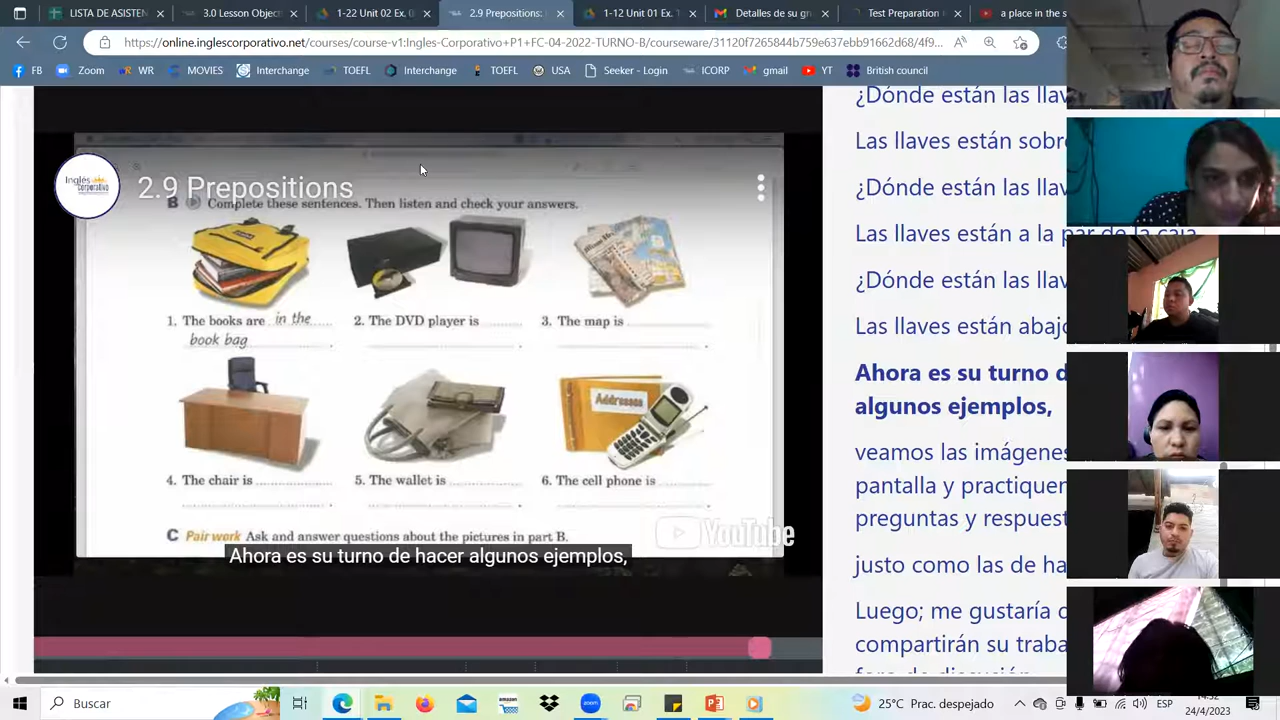 LISTA DE ASISTEN
3.0 Lesson Objec
1-22 Unit 02 Ex.
2.9 Prepositions:
1-12 Unit 01 Ex.
Detalles de su gr
Test Preparation
a place in the s
https://online.inglescorporativo.net/courses/course-v1:Ingles-Corporativo+P1+FC-04-2022-TURNO-B/courseware/31120f7265844b759e637ebb91662d68/4f9...
FB
Zoom
WR
MOVIES
Interchange
TOEFL
Interchange
TOEFL
USA
Seeker - Login
ICORP
gmail
YT
British council
Inglés
corporativo
2.9 Prepositions
B Complete these sentences. Then listen and check your answers.
1. The books are in the
book bag
2. The DVD player is
3. The map is
Addresses
4. The chair is
5. The wallet is
6. The cell phone is
C Pair work Ask and answer questions about the pictures in part B.
YouTube
Ahora es su turno de hacer algunos ejemplos,
¿Dónde están las llav
Las llaves están sobre
¿Dónde están las llav
Las llaves están a la par de la caja
¿Dónde están las llav
Las llaves están abajo
Ahora es su turno d
algunos ejemplos,
veamos las imágenes
pantalla y practiquen
preguntas y respuest
justo como las de ha
Luego; me gustaría
compartirán su traba
Buscar
amazon
zoom
25°C Prac. despejado
ESP
14:32
24/4/2023